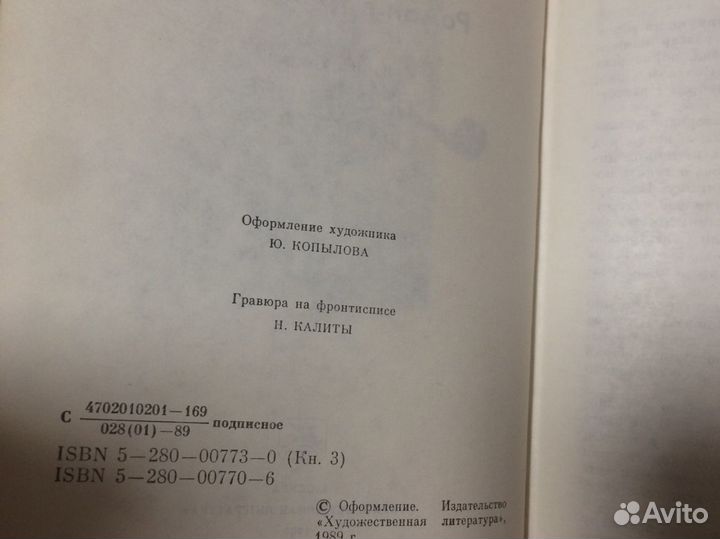 Оформление художника
Ю. КОПЫЛОВА
Гравюра на фронтисписе
Н. КАЛИТЫ
С 4702010201—169
028(01)—89 подписное
ISBN 5—280—00773—0 (Кн. 3)
ISBN 5—280—00770—6
© Оформление. Издательство
«Художественная литература»,
1989 г.
Avito